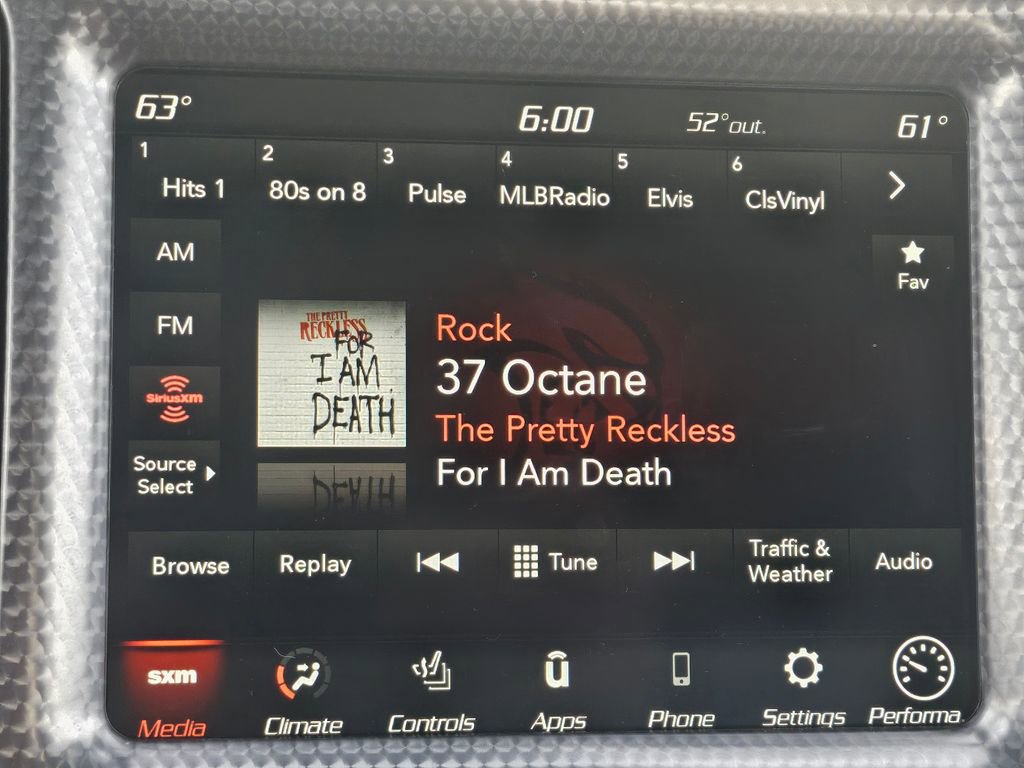 63°
6:00
52°out.
61°
1 Hits 1
2 80s on 8
3 Pulse
4 MLBRadio
5 Elvis
6 ClsVinyl
AM
Fav
FM
THE PRETTY
RECKLESS
FOR
I AM
DEATH
Rock
37 Octane
The Pretty Reckless
For I Am Death
SiriusXM
Source
Select
DEATH
Browse
Replay
Tune
Traffic &
Weather
Audio
sxm
Media
Climate
Controls
ū
Apps
Phone
Settings
Performa